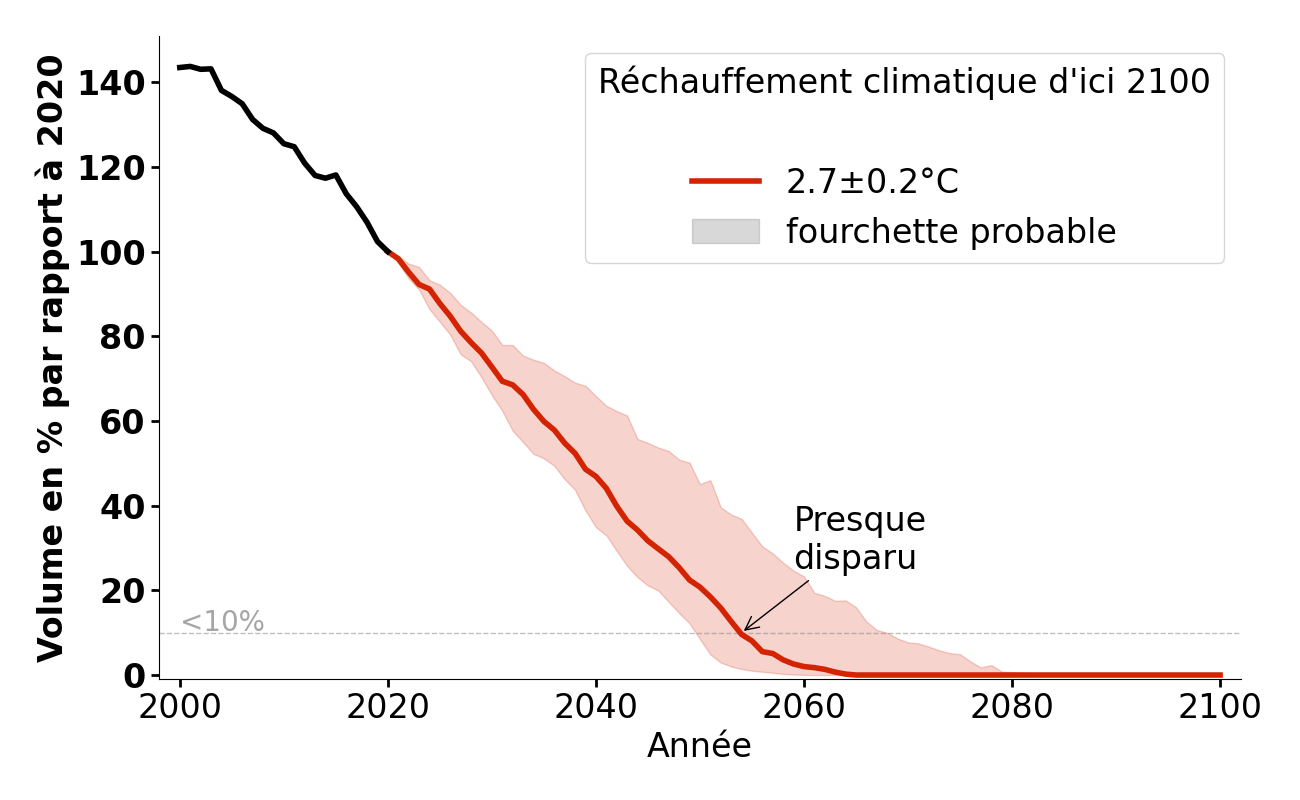 Volume en % par rapport à 2020
140
120
100
80
60
40
20
0
Réchauffement climatique d'ici 2100
2.7±0.2°C
fourchette probable
Presque
disparu
<10%
2000
2020
2040
2060
2080
2100
Année